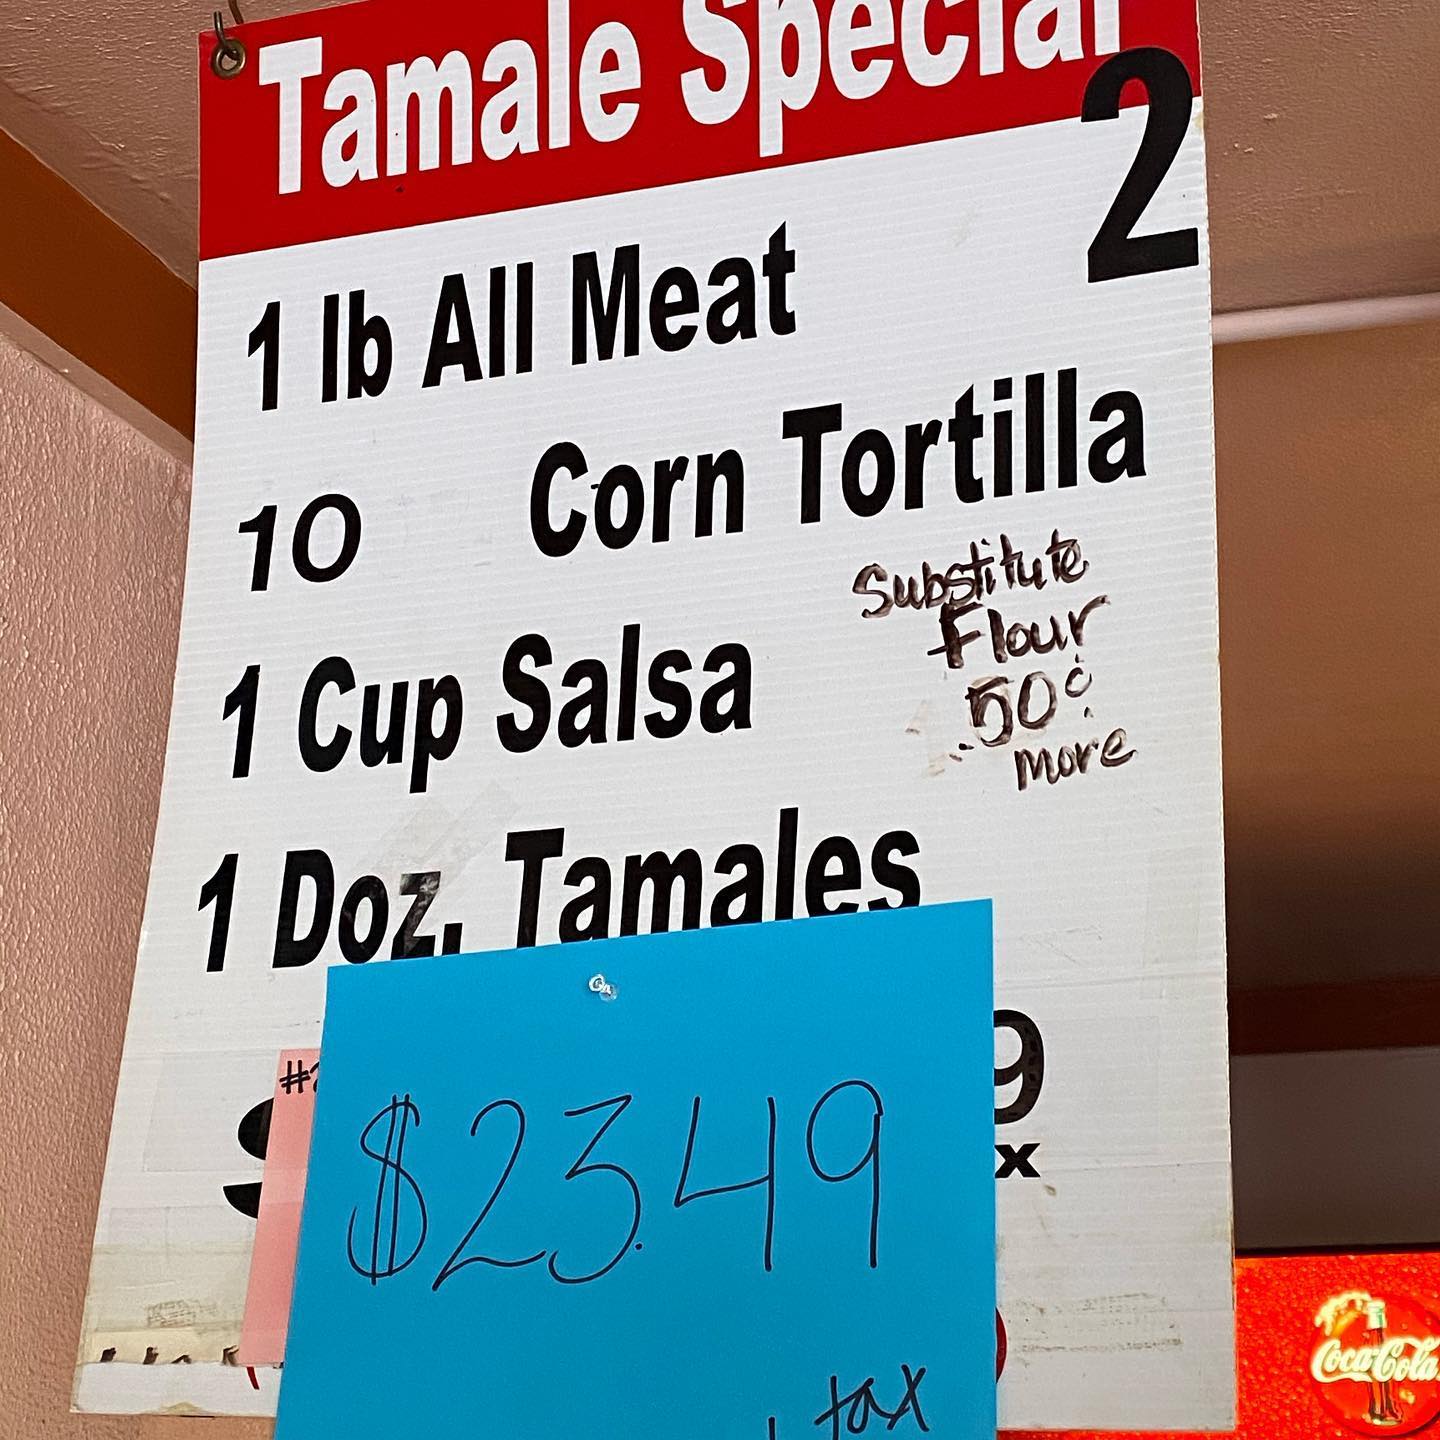 Tamale Special
2
1 lb All Meat
10 Corn Tortilla
Substitute
Flour
50¢
more
1 Cup Salsa
1 Doz. Tamales
$23.49
tax
Coca-Cola